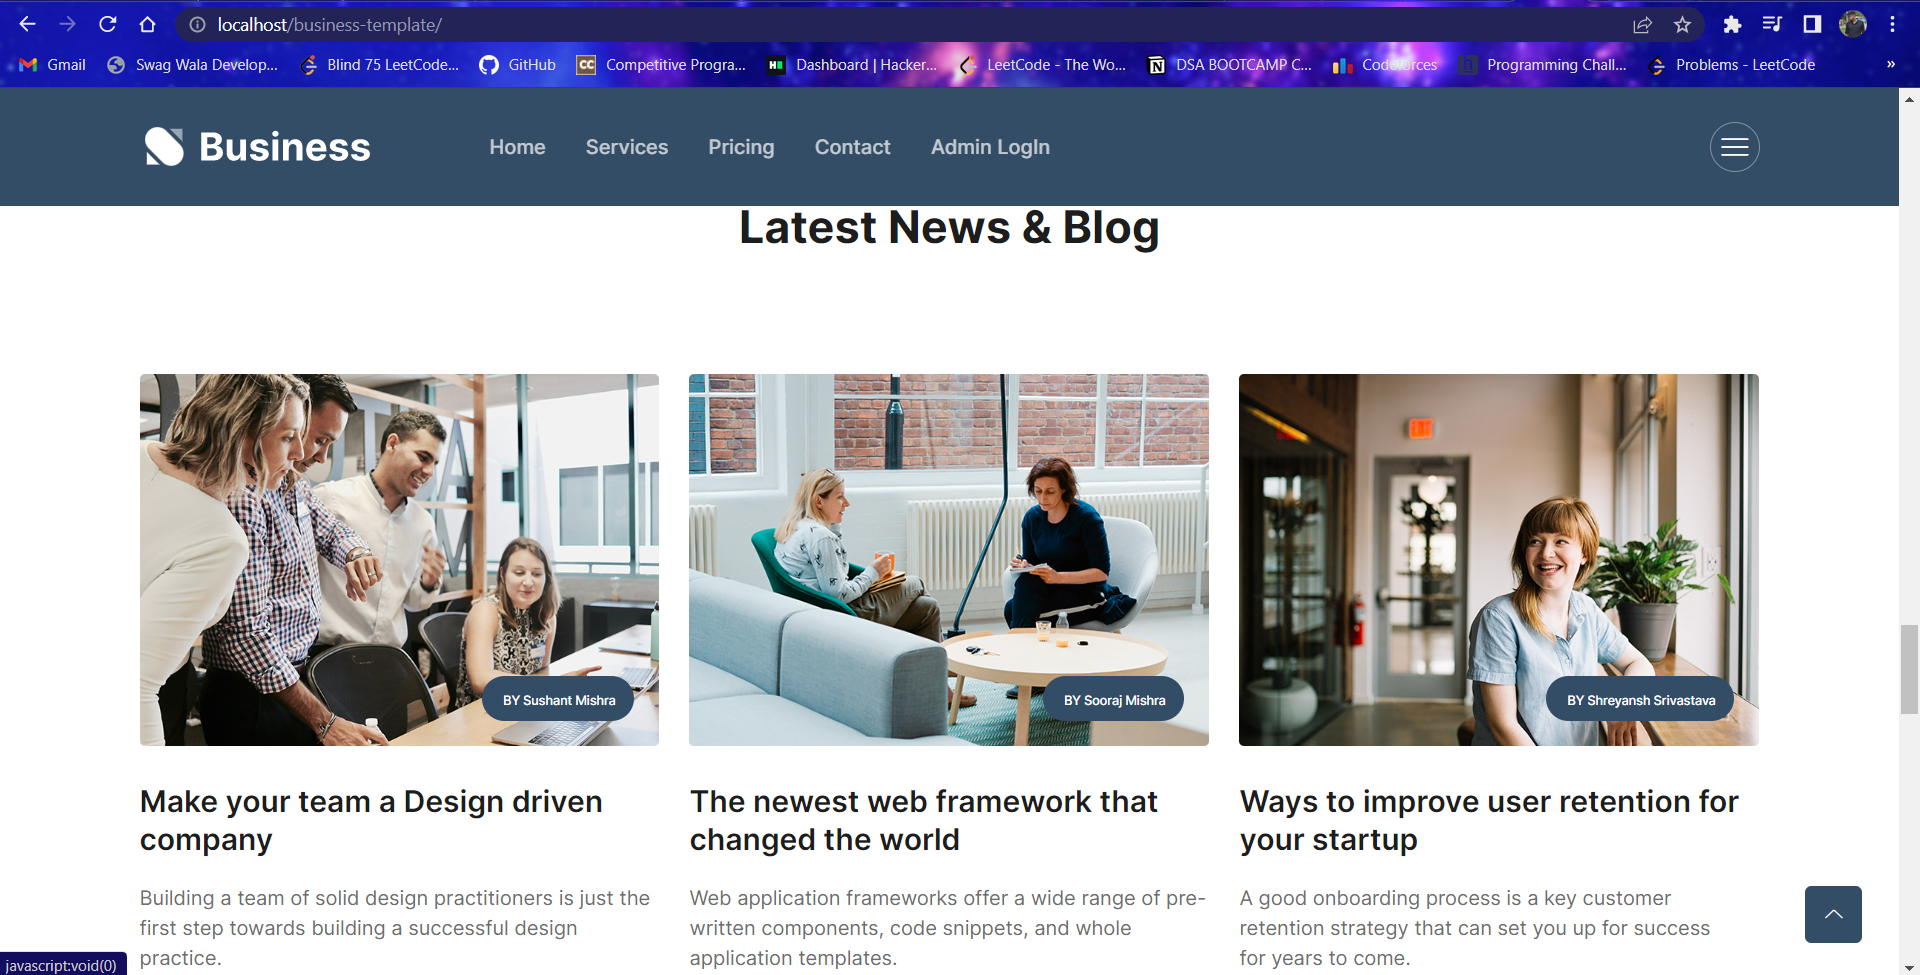 localhost/business-template/
Gmail
Swag Wala Develop...
Blind 75 LeetCode...
GitHub
CC
Competitive Progra...
Dashboard | Hacker...
LeetCode - The Wo...
DSA BOOTCAMP C...
Codeforces
Programming Chall...
Problems - LeetCode
»
Business
Home
Services
Pricing
Contact
Admin LogIn
Latest News & Blog
BY Sushant Mishra
BY Sooraj Mishra
BY Shreyansh Srivastava
Make your team a Design driven
company
Building a team of solid design practitioners is just the
first step towards building a successful design
practice.
The newest web framework that
changed the world
Web application frameworks offer a wide range of pre-
written components, code snippets, and whole
application templates.
Ways to improve user retention for
your startup
A good onboarding process is a key customer
retention strategy that can set you up for success
for years to come.
javascript:void(0)